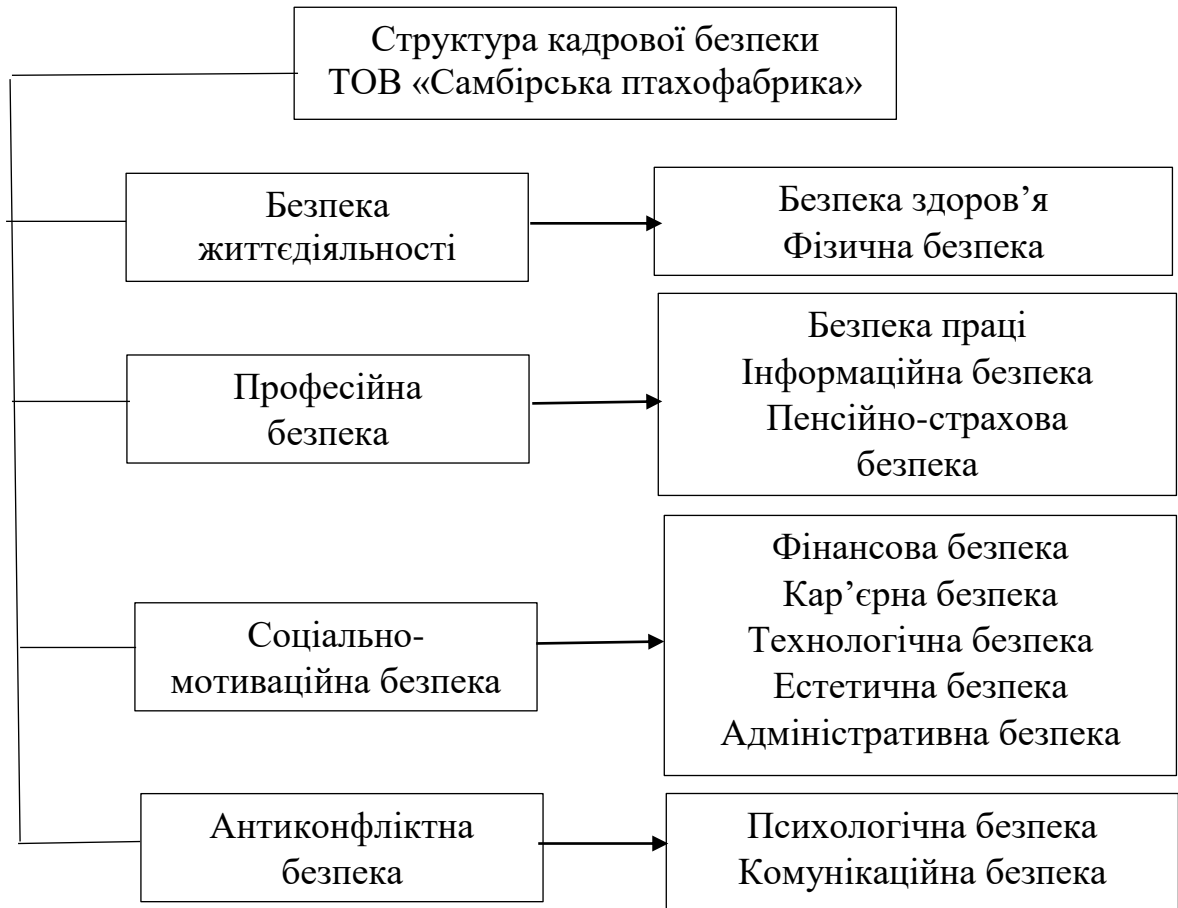 Структура кадрової безпеки
ТОВ «Самбірська птахофабрика»
Безпека
життєдіяльності
Безпека здоров’я
Фізична безпека
Професійна
безпека
Безпека праці
Інформаційна безпека
Пенсійно-страхова
безпека
Соціально-
мотиваційна безпека
Фінансова безпека
Кар’єрна безпека
Технологічна безпека
Естетична безпека
Адміністративна безпека
Антиконфліктна
безпека
Психологічна безпека
Комунікаційна безпека